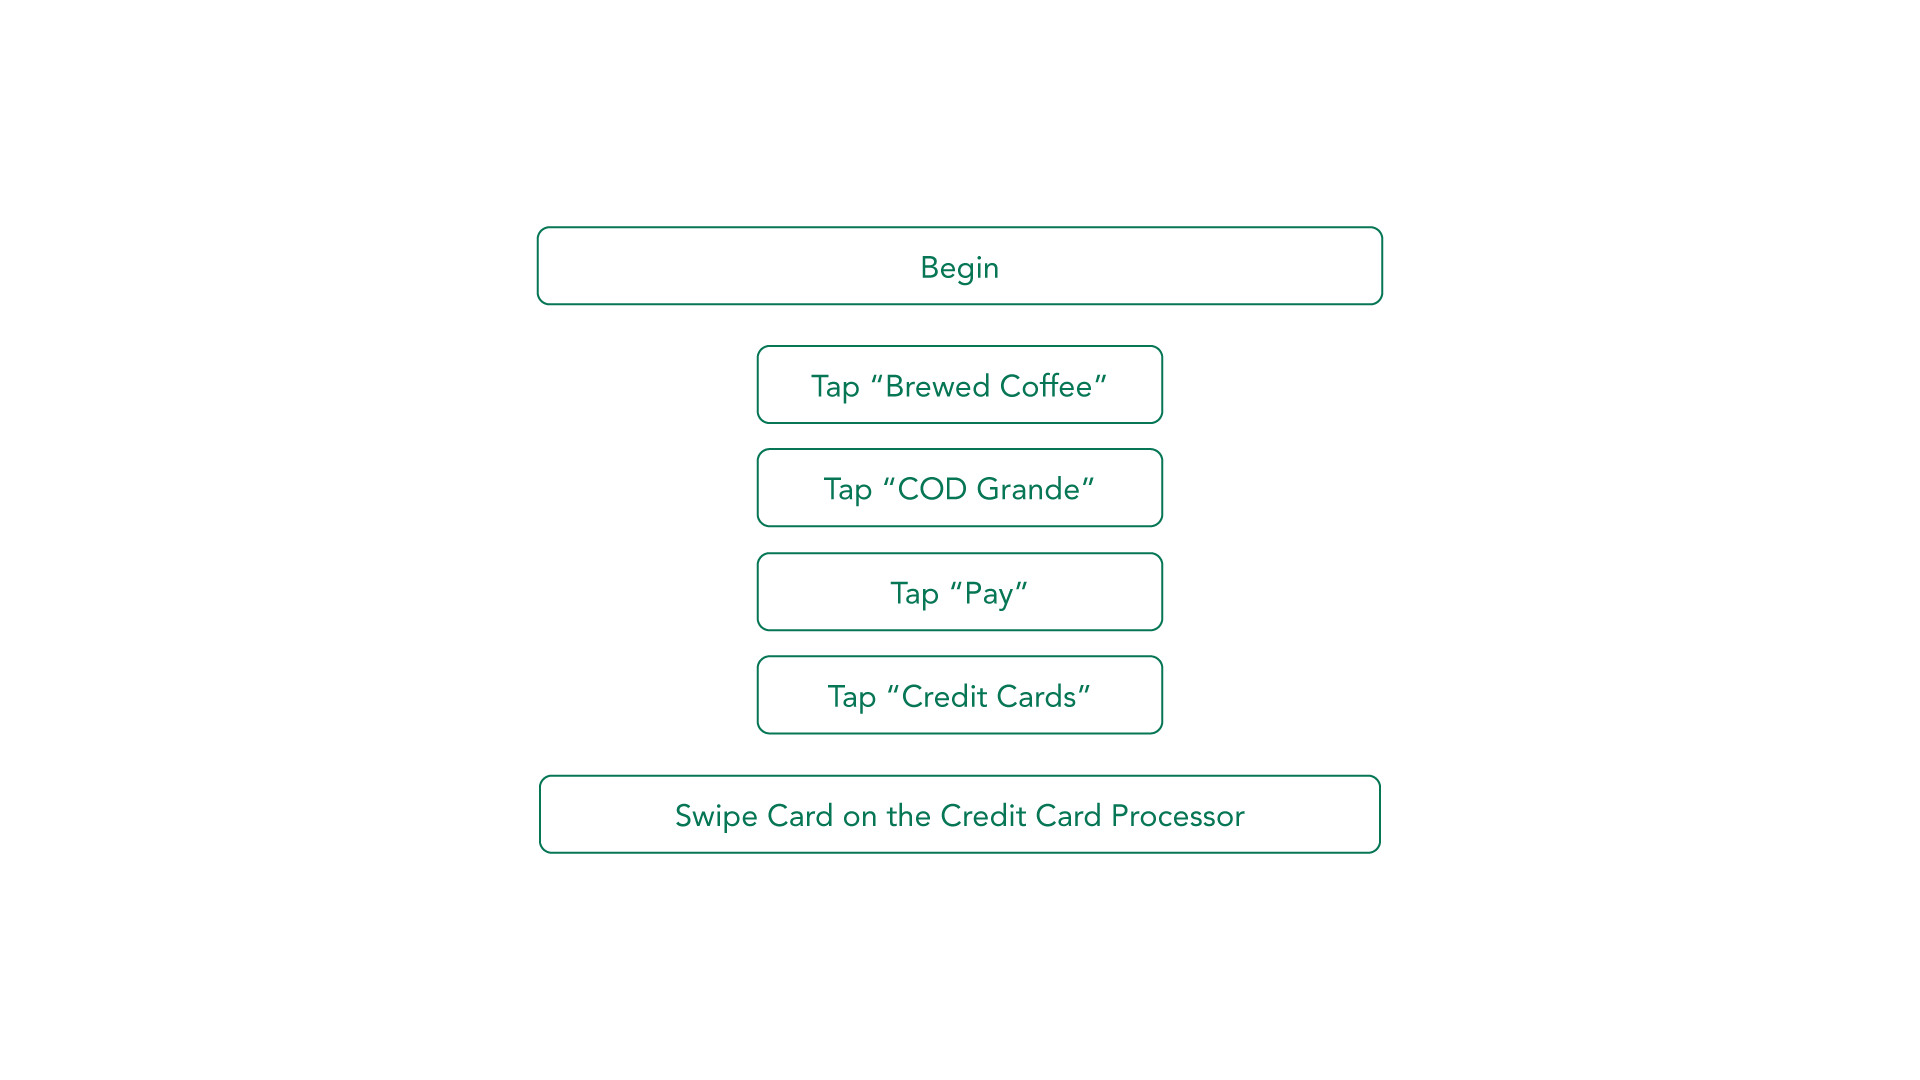 Begin
Tap “Brewed Coffee”
Tap “COD Grande”
Tap “Pay”
Tap “Credit Cards”
Swipe Card on the Credit Card Processor